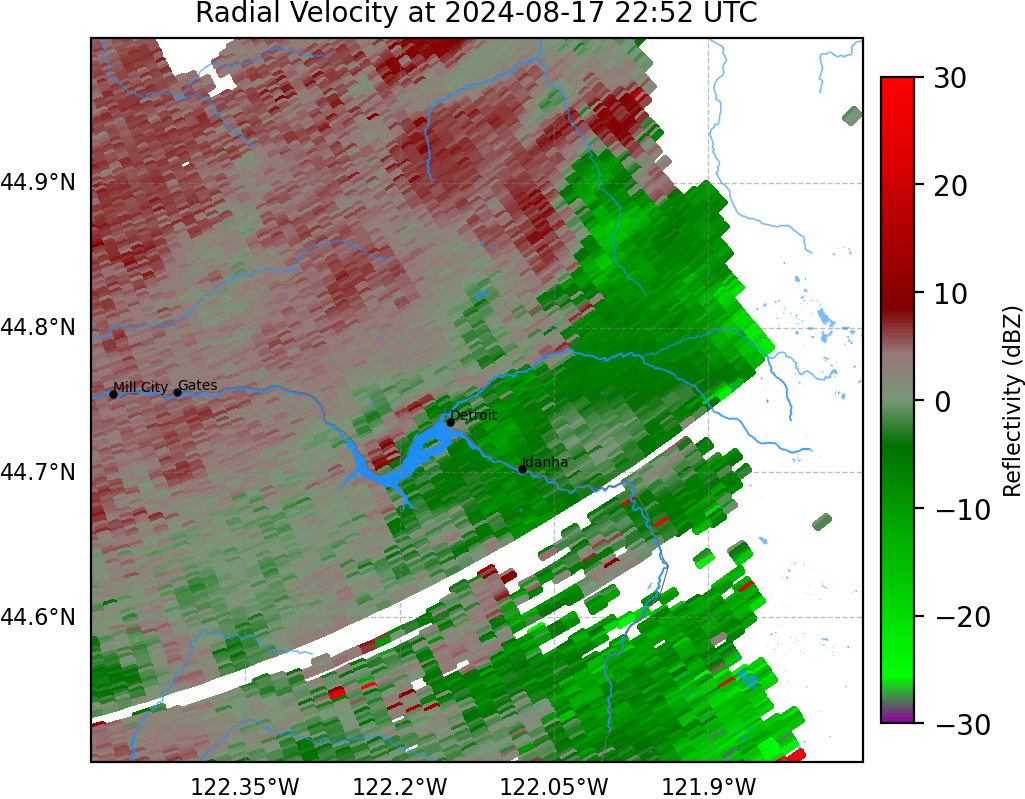 Radial Velocity at 2024-08-17 22:52 UTC
44.9°N
44.8°N
44.7°N
44.6°N
Mill City
Gates
Detroit
Idanha
122.35°W
122.2°W
122.05°W
121.9°W
30
20
10
0
−10
−20
−30
Reflectivity (dBZ)